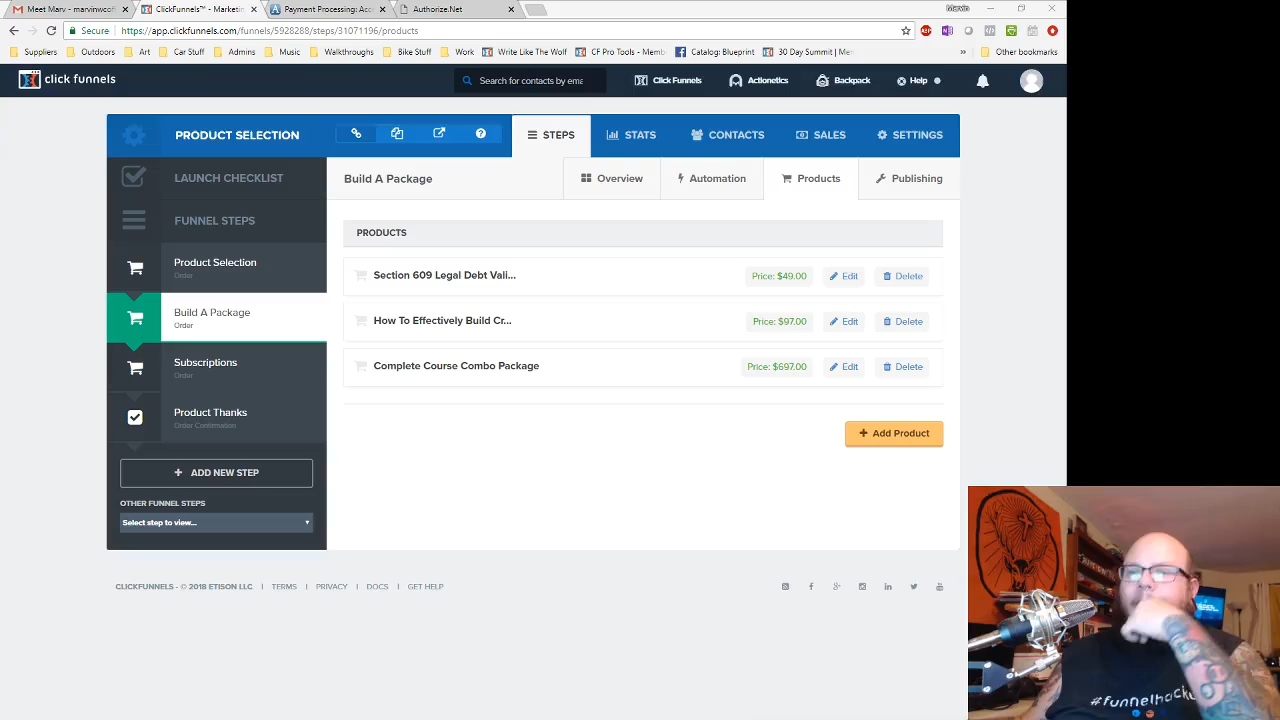 Meet Marv — marvinwcoff
ClickFunnels™ - Marketin
Payment Processing: Acce
Authorize.Net
Marvin
Secure
https://app.clickfunnels.com/funnels/5928288/steps/31071196/products
Suppliers
Outdoors
Art
Car Stuff
Admins
Music
Walkthroughs
Bike Stuff
Work
Write Like The Wolf
CF Pro Tools - Memb
Catalog: Blueprint
30 Day Summit | Mem
Other bookmarks
click funnels
Search for contacts by ema
Click Funnels
Actionetics
Backpack
Help
PRODUCT SELECTION
STEPS
STATS
CONTACTS
SALES
SETTINGS
LAUNCH CHECKLIST
FUNNEL STEPS
Product Selection
Order
Build A Package
Order
Subscriptions
Order
Product Thanks
Order Confirmation
+ ADD NEW STEP
OTHER FUNNEL STEPS
Select step to view...
Build A Package
Overview
Automation
Products
Publishing
PRODUCTS
Section 609 Legal Debt Vali...
Price: $49.00
Edit
Delete
How To Effectively Build Cr...
Price: $97.00
Edit
Delete
Complete Course Combo Package
Price: $697.00
Edit
Delete
+ Add Product
CLICKFUNNELS - © 2018 ETISON LLC | TERMS | PRIVACY | DOCS | GET HELP
#funnelhacke